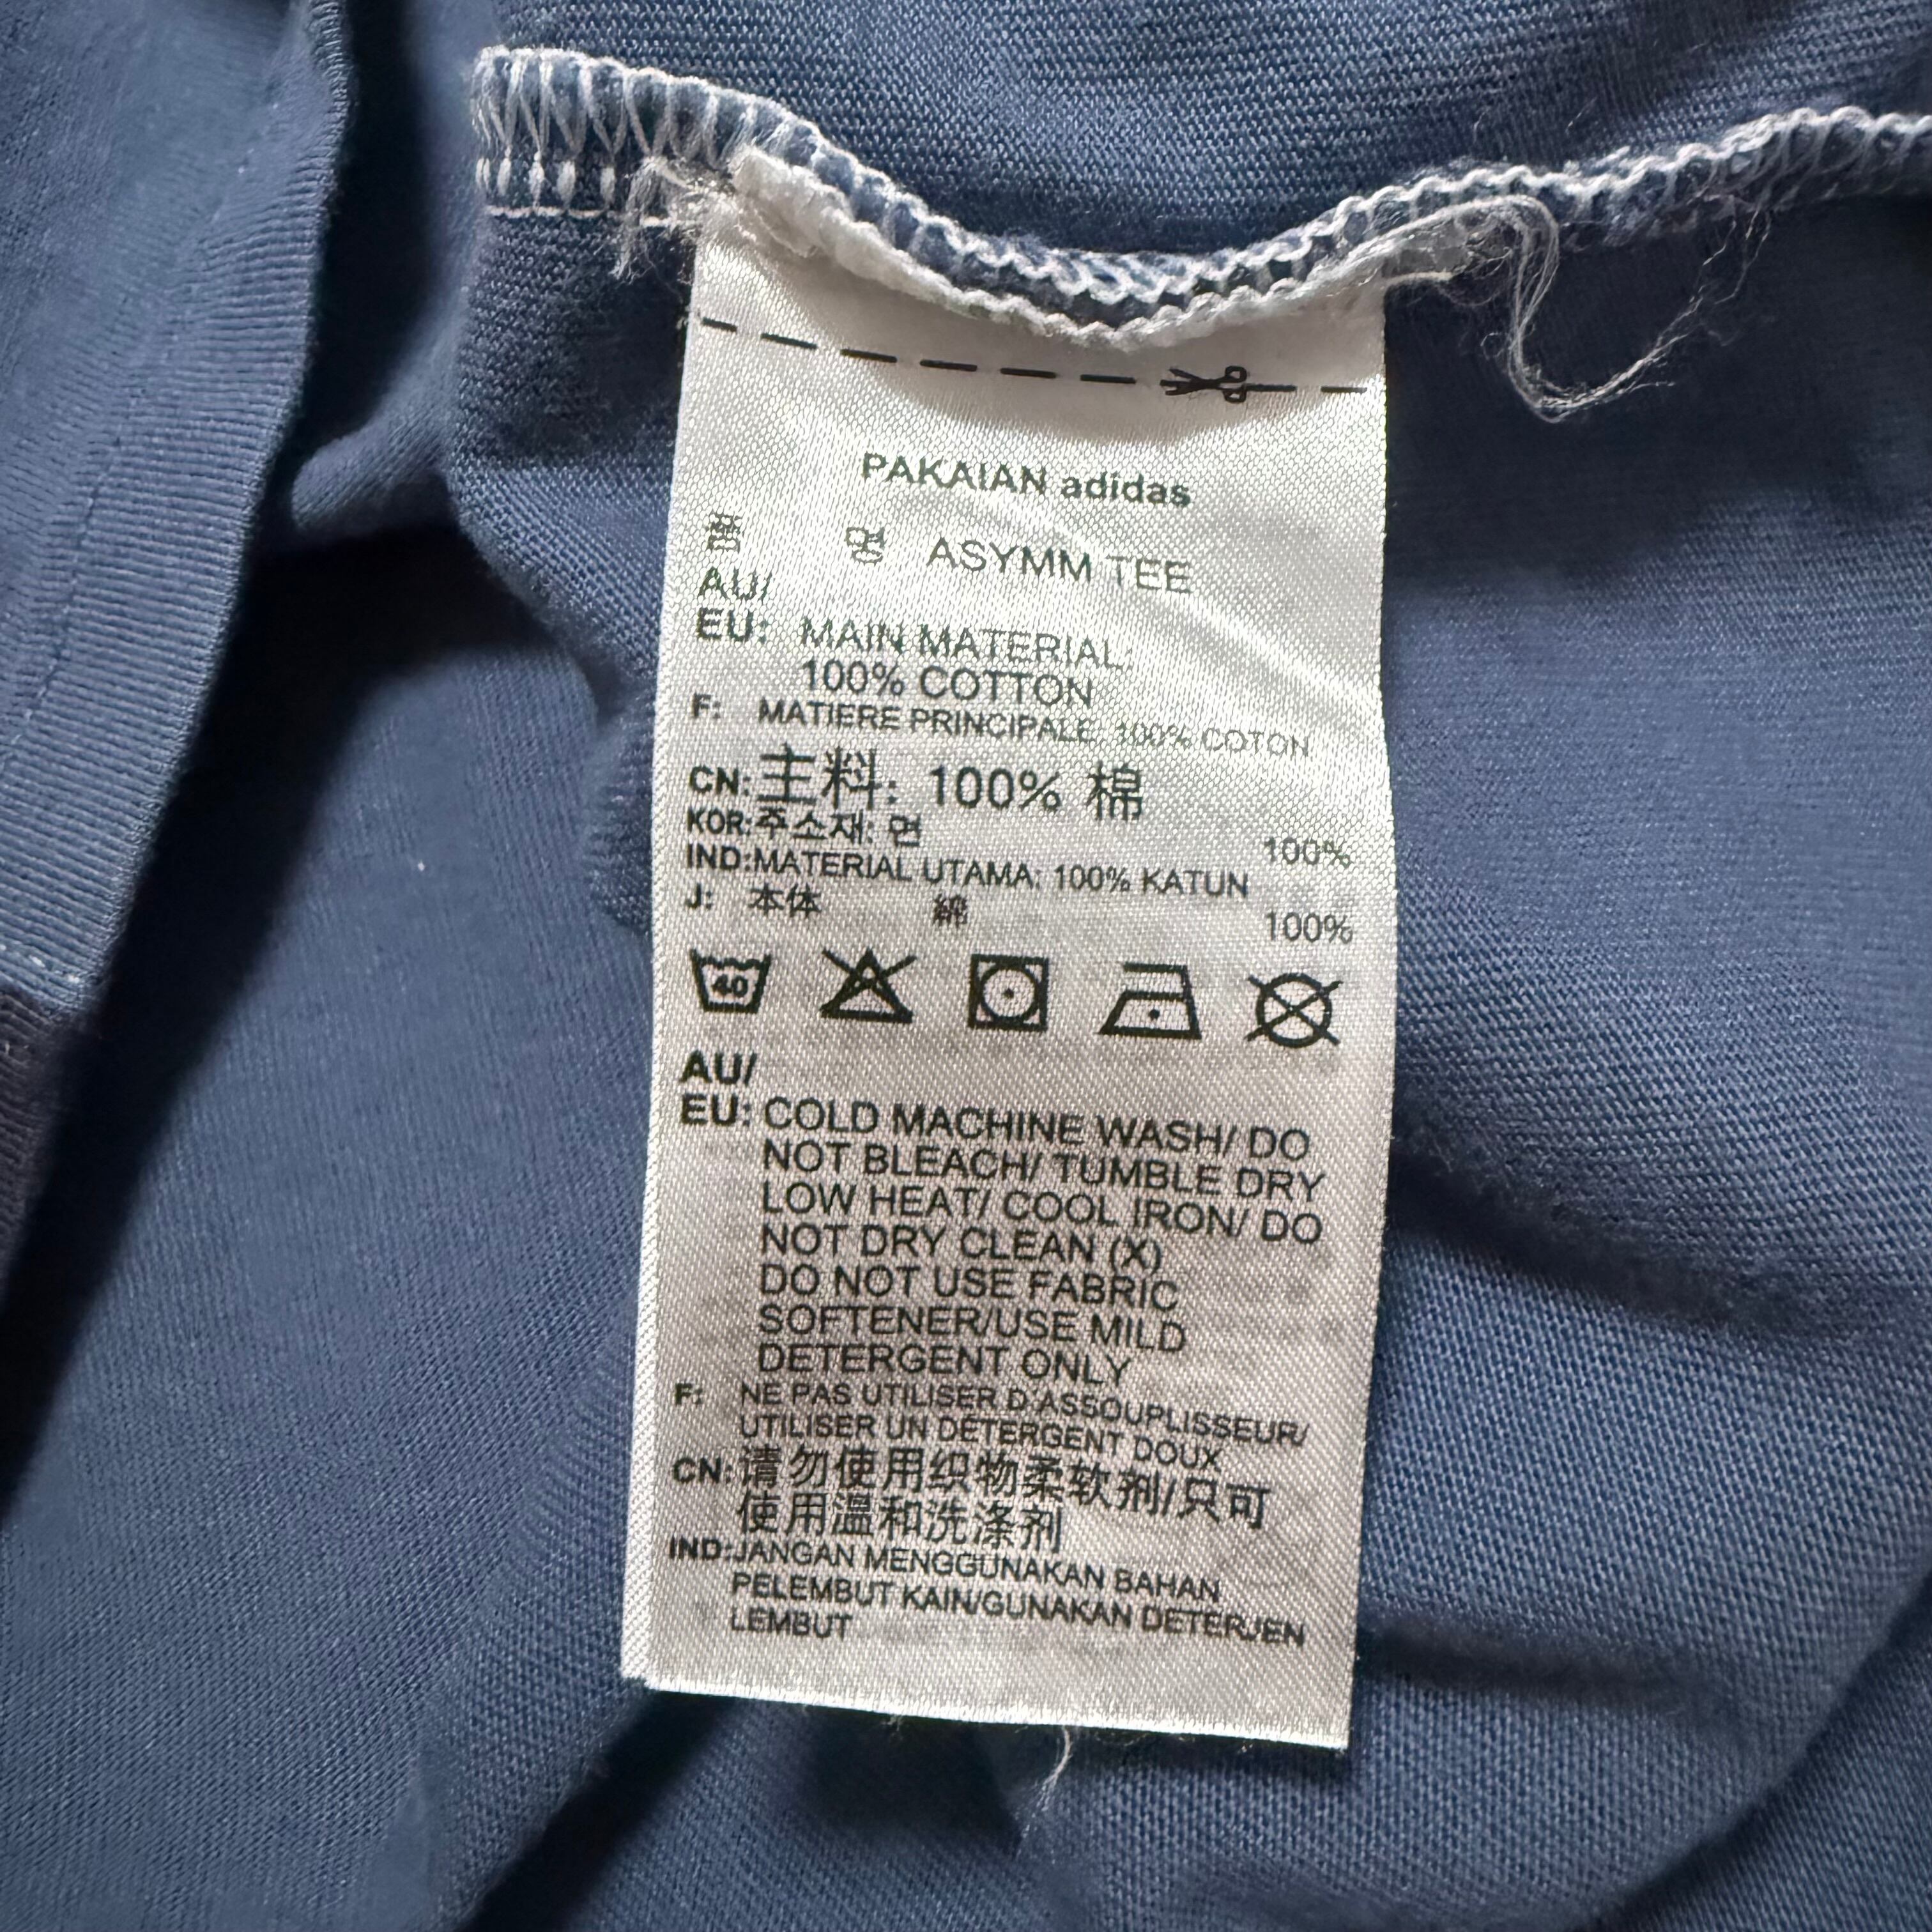 PAKAIAN adidas
품 명 ASYMM TEE
AU/
EU: MAIN MATERIAL:
100% COTTON
F: MATIERE PRINCIPALE: 100% COTON
CN: 主料: 100% 棉
KOR: 주소재: 면 100%
IND: MATERIAL UTAMA: 100% KATUN
J: 本体 綿 100%
40
AU/
EU: COLD MACHINE WASH/ DO
NOT BLEACH/ TUMBLE DRY
LOW HEAT/ COOL IRON/ DO
NOT DRY CLEAN (X)
DO NOT USE FABRIC
SOFTENER/USE MILD
DETERGENT ONLY
F: NE PAS UTILISER D'ASSOUPLISSEUR/
UTILISER UN DÉTERGENT DOUX
CN: 请勿使用织物柔软剂/只可
使用温和洗涤剂
IND: JANGAN MENGGUNAKAN BAHAN
PELEMBUT KAIN/GUNAKAN DETERJEN
LEMBUT